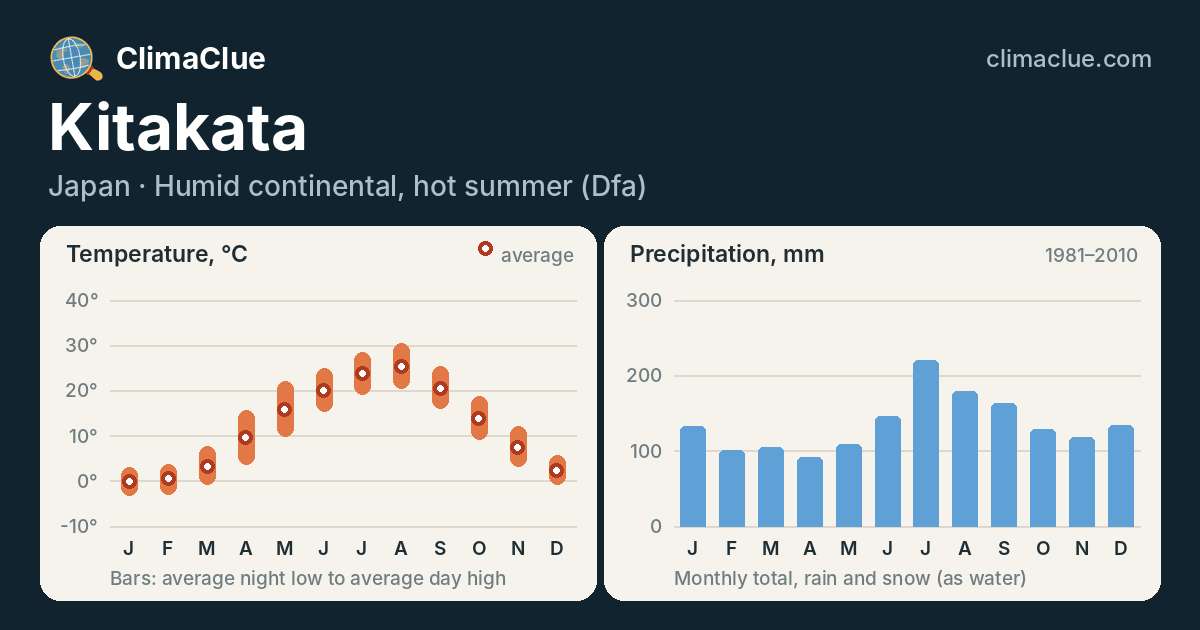 ClimaClue
climaclue.com
Kitakata
Japan · Humid continental, hot summer (Dfa)
Temperature, °C
average
40°
30°
20°
10°
0°
-10°
J F M A M J J A S O N D
Bars: average night low to average day high
Precipitation, mm
1981–2010
300
200
100
0
J F M A M J J A S O N D
Monthly total, rain and snow (as water)